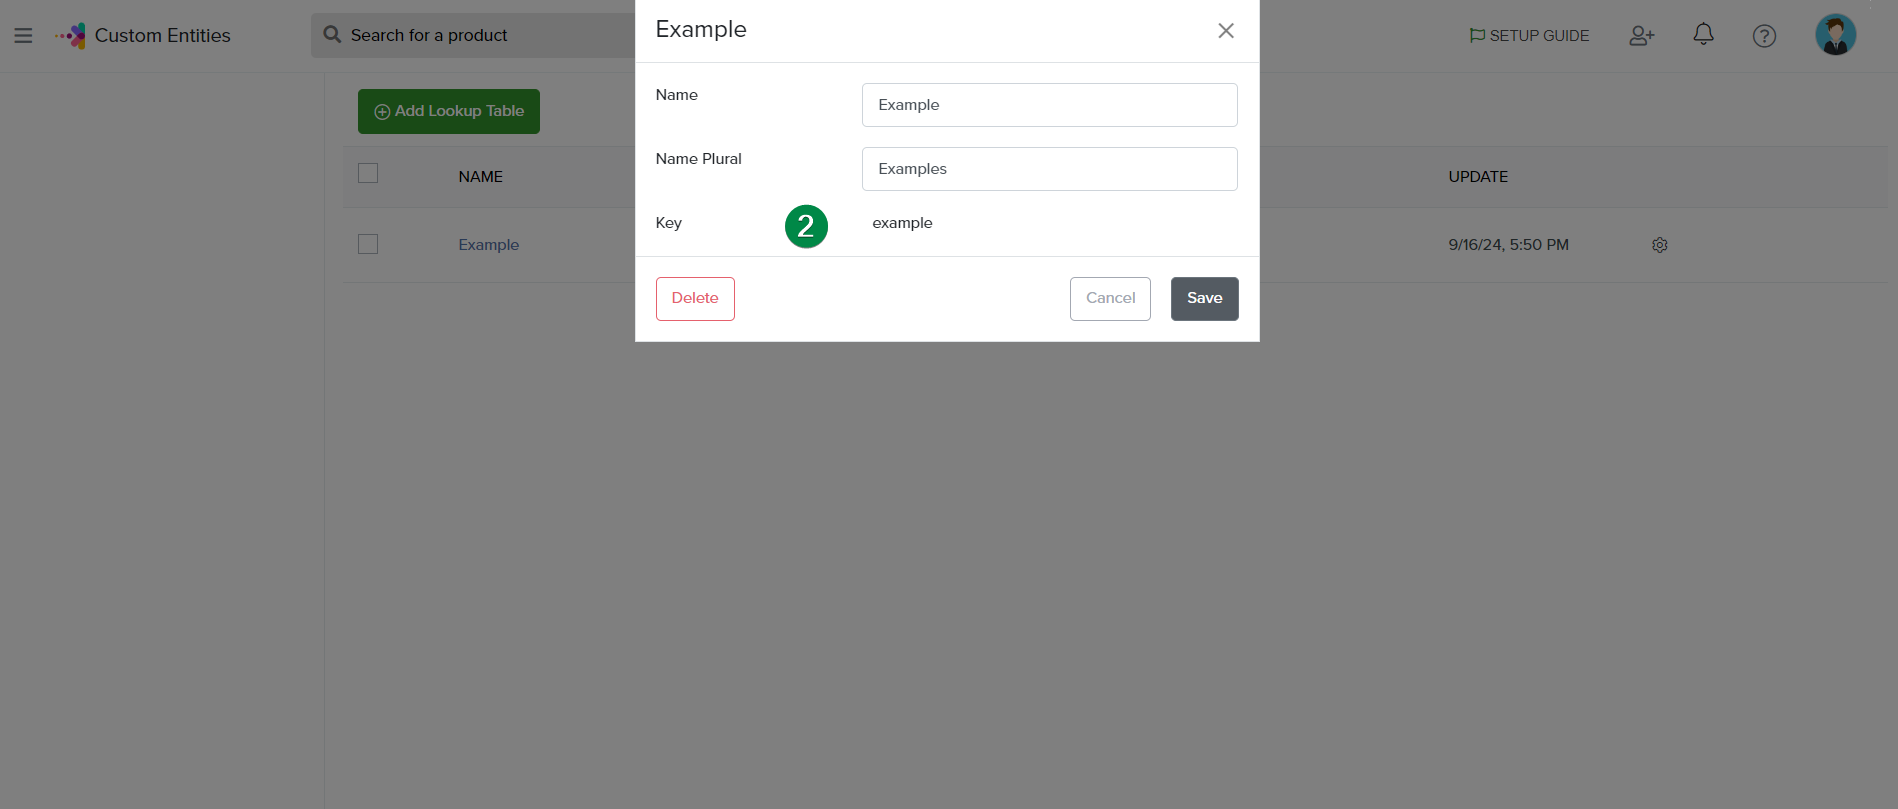 Custom Entities
Search for a product
SETUP GUIDE
?
Add Lookup Table
NAME
UPDATE
Example
9/16/24, 5:50 PM
Example
Name
Example
Name Plural
Examples
Key
2
example
Delete
Cancel
Save